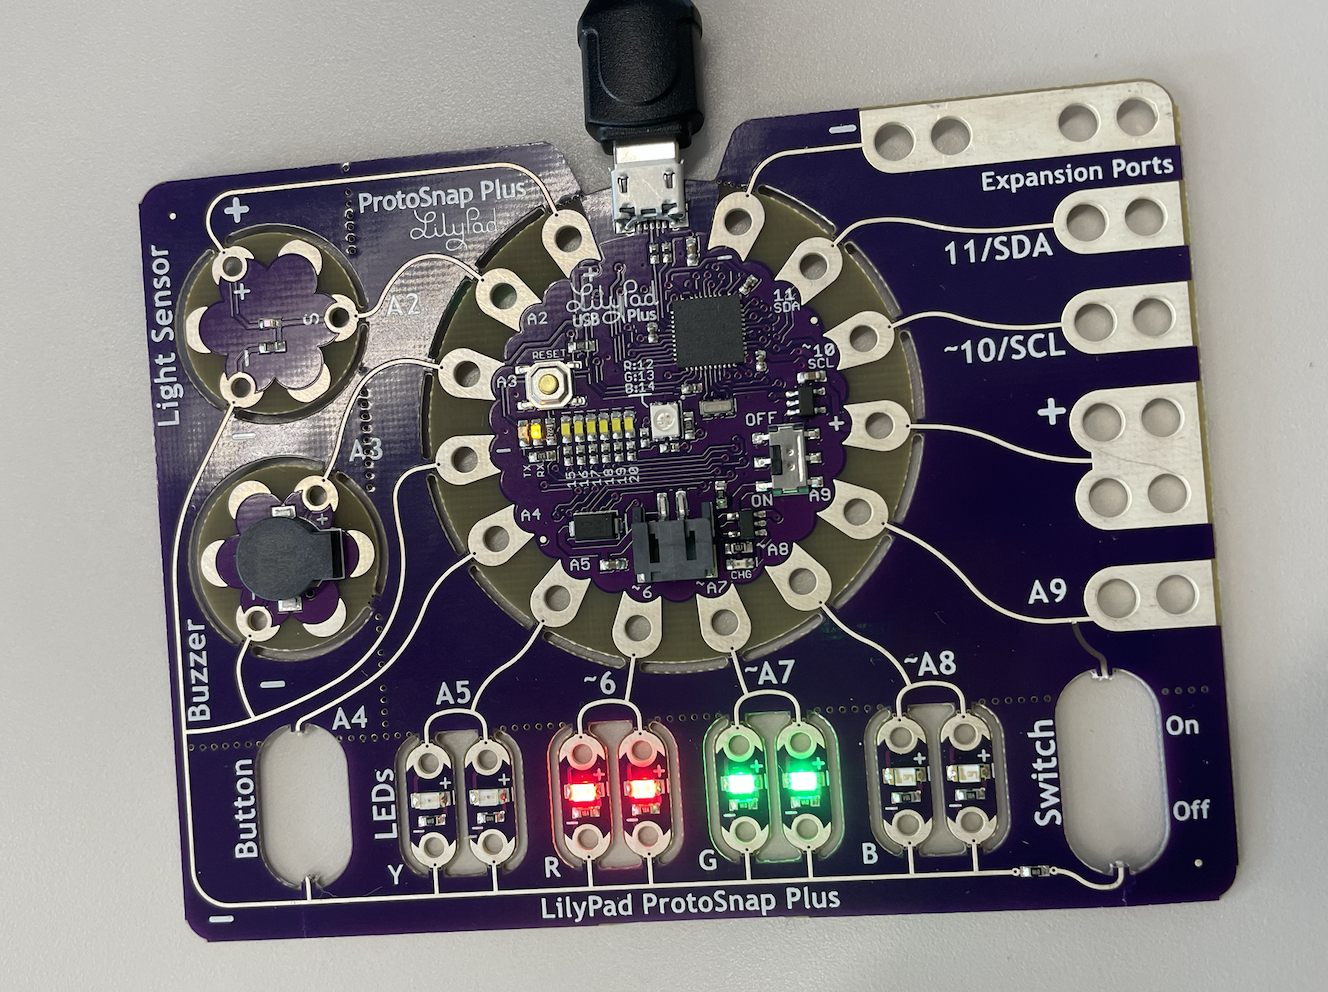 ProtoSnap Plus
LilyPad
Expansion Ports
+
−
Light Sensor
+
S
−
A2
11/SDA
~10/SCL
+
A9
A3
−
Buzzer
+
−
A4
LilyPad
USB Plus
+
−
A2
A3
−
A4
A5
~6
~A7
~A8
A9
+
~10
SCL
11
SDA
RESET
R:12
G:13
B:14
OFF
ON
TX
RX
15
16
17
18
19
20
CHG
A5
~6
~A7
~A8
Button
LEDs
Y
R
G
B
+
+
+
+
+
+
Switch
On
Off
−
LilyPad ProtoSnap Plus